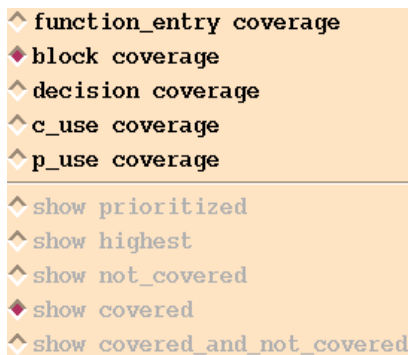 function_entry coverage
block coverage
decision coverage
c_use coverage
p_use coverage
show prioritized
show highest
show not_covered
show covered
show covered_and_not_covered